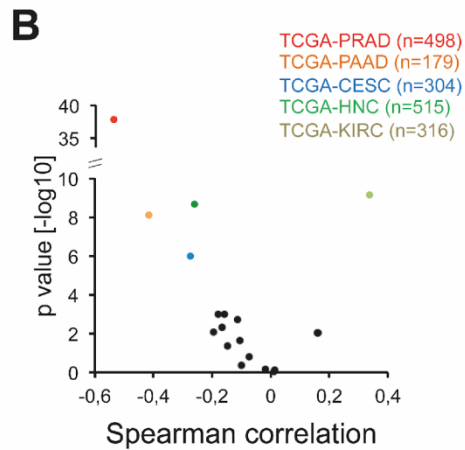 B
TCGA-PRAD (n=498)
TCGA-PAAD (n=179)
TCGA-CESC (n=304)
TCGA-HNC (n=515)
TCGA-KIRC (n=316)
p value [-log10]
40
35
10
8
6
4
2
0
-0,6 -0,4 -0,2 0 0,2 0,4
Spearman correlation